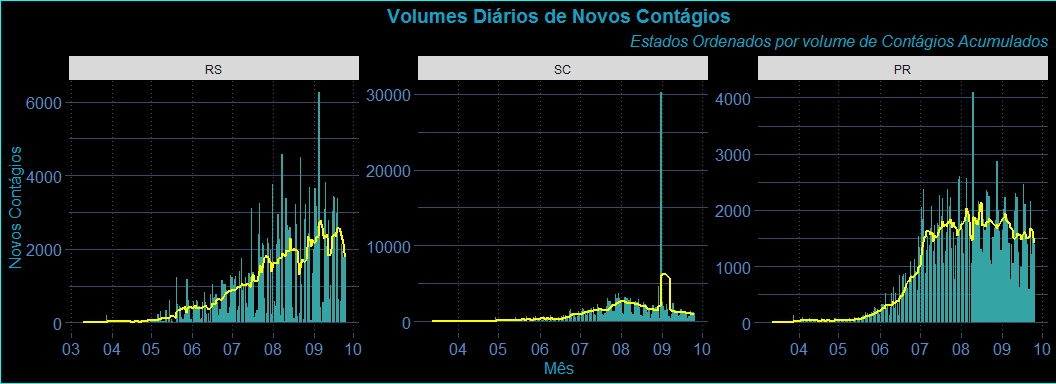 Volumes Diários de Novos Contágios
Estados Ordenados por volume de Contágios Acumulados
RS
SC
PR
Novos Contágios
6000
4000
2000
0
03 04 05 06 07 08 09 10
30000
20000
10000
0
04 05 06 07 08 09 10
4000
3000
2000
1000
0
04 05 06 07 08 09 10
Mês